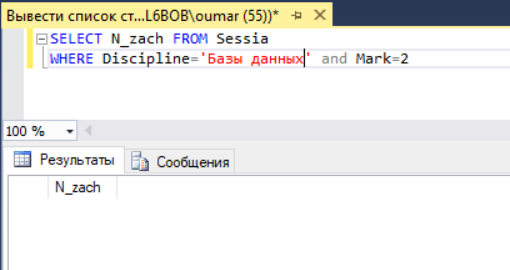 Вывести список ст...L6BOB\oumar (55))*
SELECT N_zach FROM Sessia
WHERE Discipline='Базы данных' and Mark=2
100 %
Результаты Сообщения
N_zach